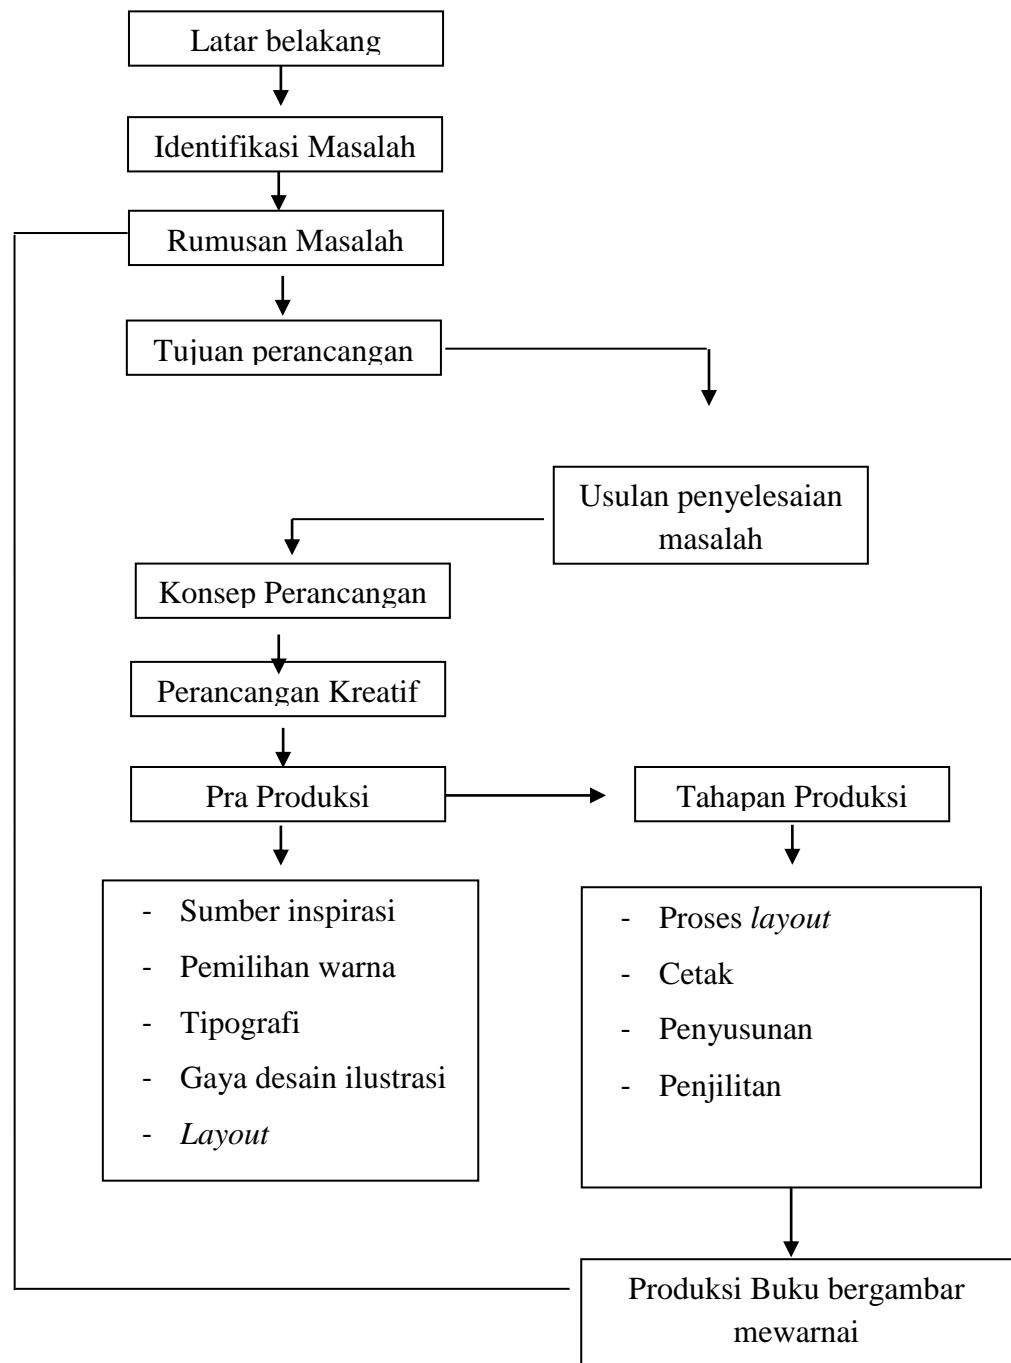 Latar belakang
Identifikasi Masalah
Rumusan Masalah
Tujuan perancangan
Usulan penyelesaian
masalah
Konsep Perancangan
Perancangan Kreatif
Pra Produksi
Tahapan Produksi
- Sumber inspirasi
- Pemilihan warna
- Tipografi
- Gaya desain ilustrasi
- Layout
- Proses layout
- Cetak
- Penyusunan
- Penjilitan
Produksi Buku bergambar
mewarnai